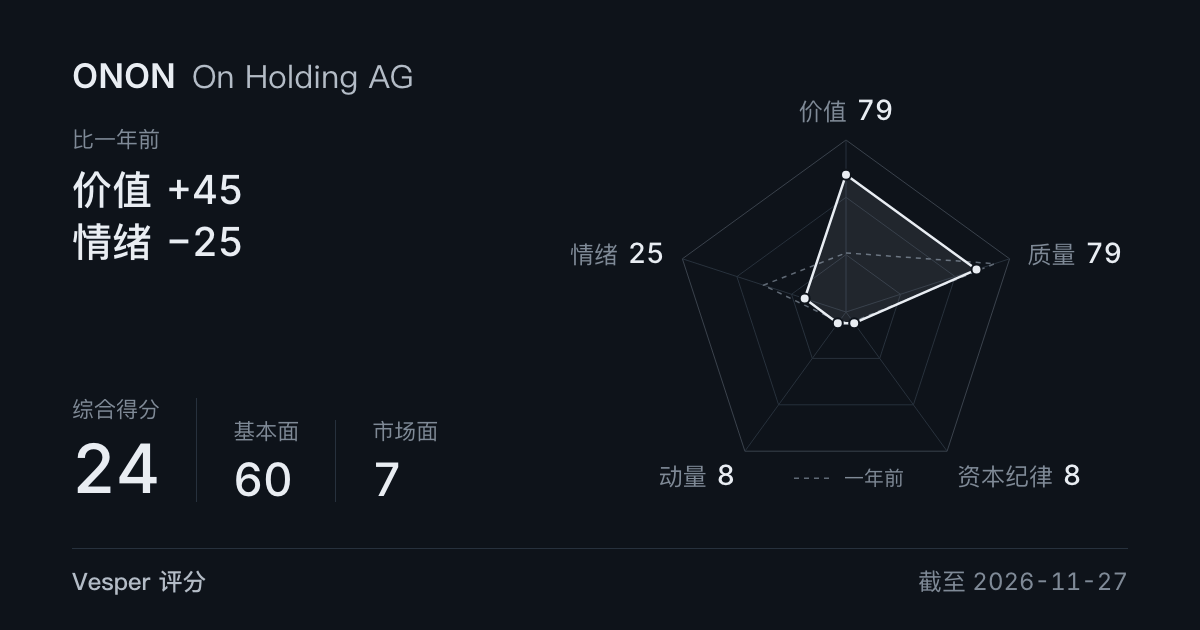 ONON On Holding AG
比一年前
价值 +45
情绪 −25
价值 79
情绪 25
质量 79
动量 8
一年前
资本纪律 8
综合得分
24
基本面
60
市场面
7
Vesper 评分
截至 2026-11-27